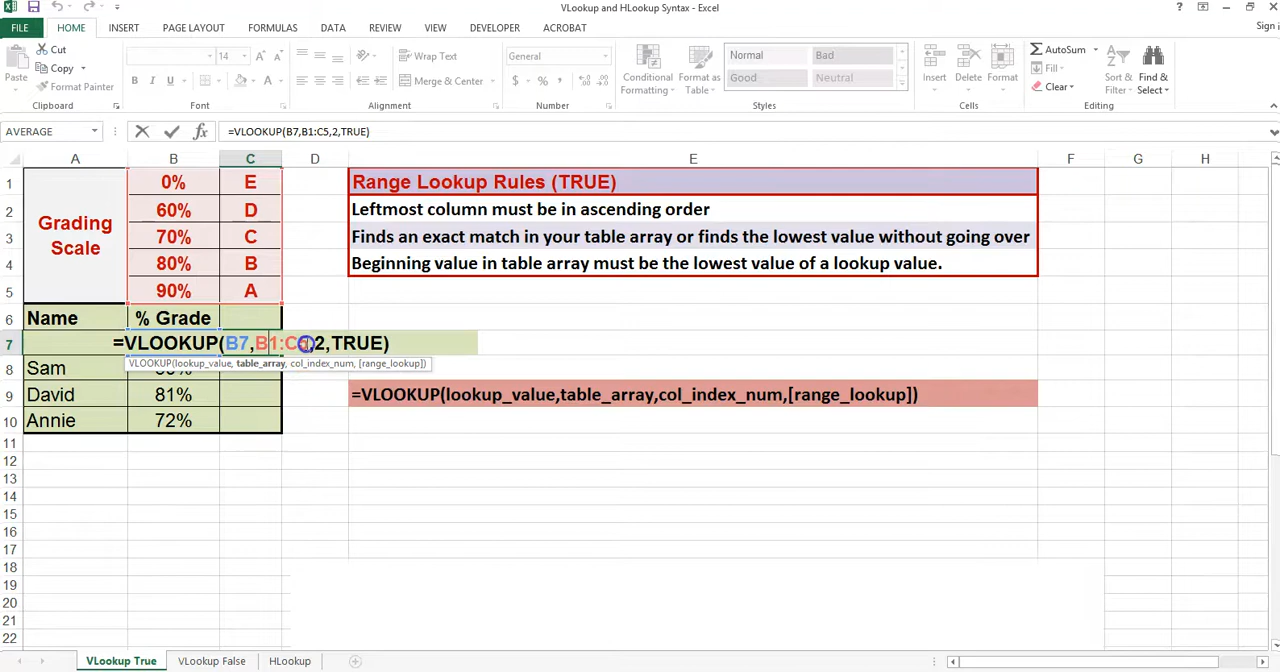 VLookup and HLookup Syntax - Excel
?
Sign i
FILE HOME INSERT PAGE LAYOUT FORMULAS DATA REVIEW VIEW DEVELOPER ACROBAT
Paste
Cut
Copy
Format Painter
Clipboard
14
A A
B I U
A
Font
Wrap Text
Merge & Center
Alignment
General
$ % ,
Number
Conditional Formatting
Format as Table
Normal Bad
Good Neutral
Styles
Insert Delete Format
Cells
AutoSum
Fill
Clear
Sort & Filter
Find & Select
Editing
AVERAGE
fx
=VLOOKUP(B7,B1:C5,2,TRUE)
A B C D E F G H
1 Grading Scale 0% E Range Lookup Rules (TRUE)
2 60% D Leftmost column must be in ascending order
3 70% C Finds an exact match in your table array or finds the lowest value without going over
4 80% B Beginning value in table array must be the lowest value of a lookup value.
5 90% A
6 Name % Grade
7 =VLOOKUP(B7,B1:C5,2,TRUE)
VLOOKUP(lookup_value, table_array, col_index_num, [range_lookup])
8 Sam
9 David 81% =VLOOKUP(lookup_value,table_array,col_index_num,[range_lookup])
10 Annie 72%
11
12
13
14
15
16
17
18
19
20
21
22
VLookup True VLookup False HLookup